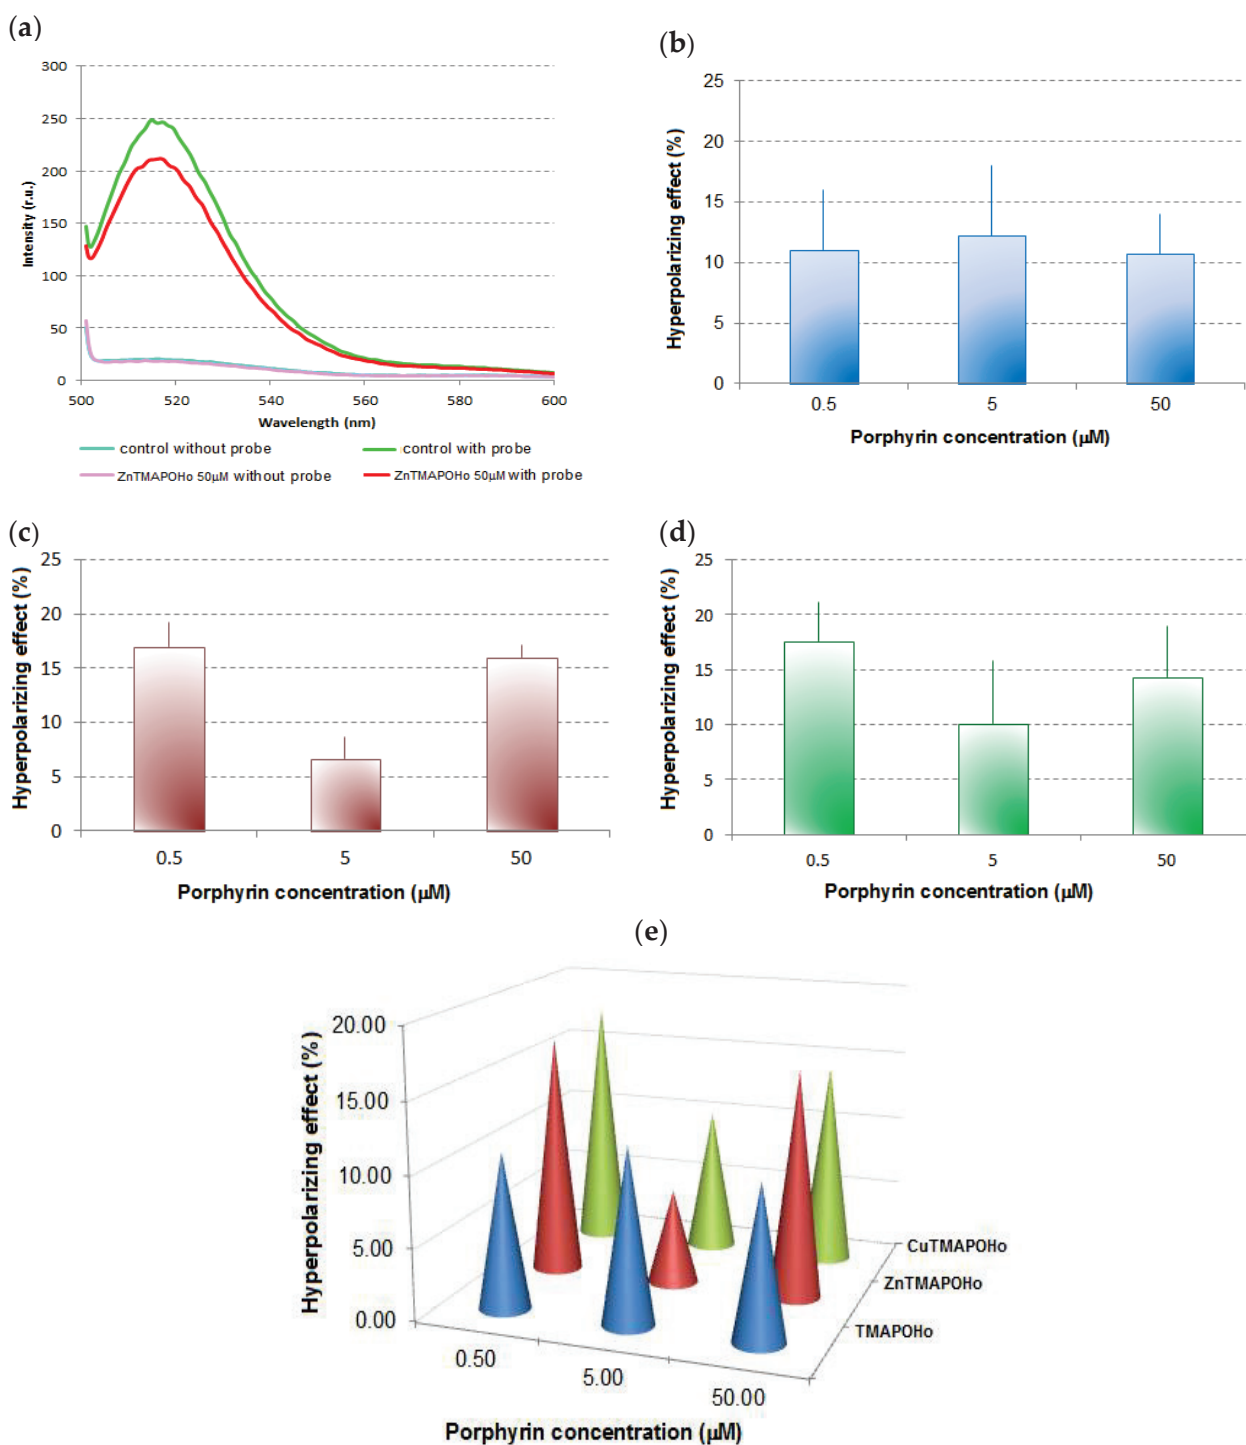 (a)
300
250
200
150
100
50
0
Intensity (r.u.)
500 520 540 560 580 600
Wavelength (nm)
control without probe
control with probe
ZnTMAPOHo 50µM without probe
ZnTMAPOHo 50µM with probe
(b)
25
20
15
10
5
0
Hyperpolarizing effect (%)
0.5 5 50
Porphyrin concentration (µM)
(c)
25
20
15
10
5
0
Hyperpolarizing effect (%)
0.5 5 50
Porphyrin concentration (µM)
(d)
25
20
15
10
5
0
Hyperpolarizing effect (%)
0.5 5 50
Porphyrin concentration (µM)
(e)
20.00
15.00
10.00
5.00
0.00
Hyperpolarizing effect (%)
0.50 5.00 50.00
CuTMAPOHo
ZnTMAPOHo
TMAPOHo
Porphyrin concentration (µM)